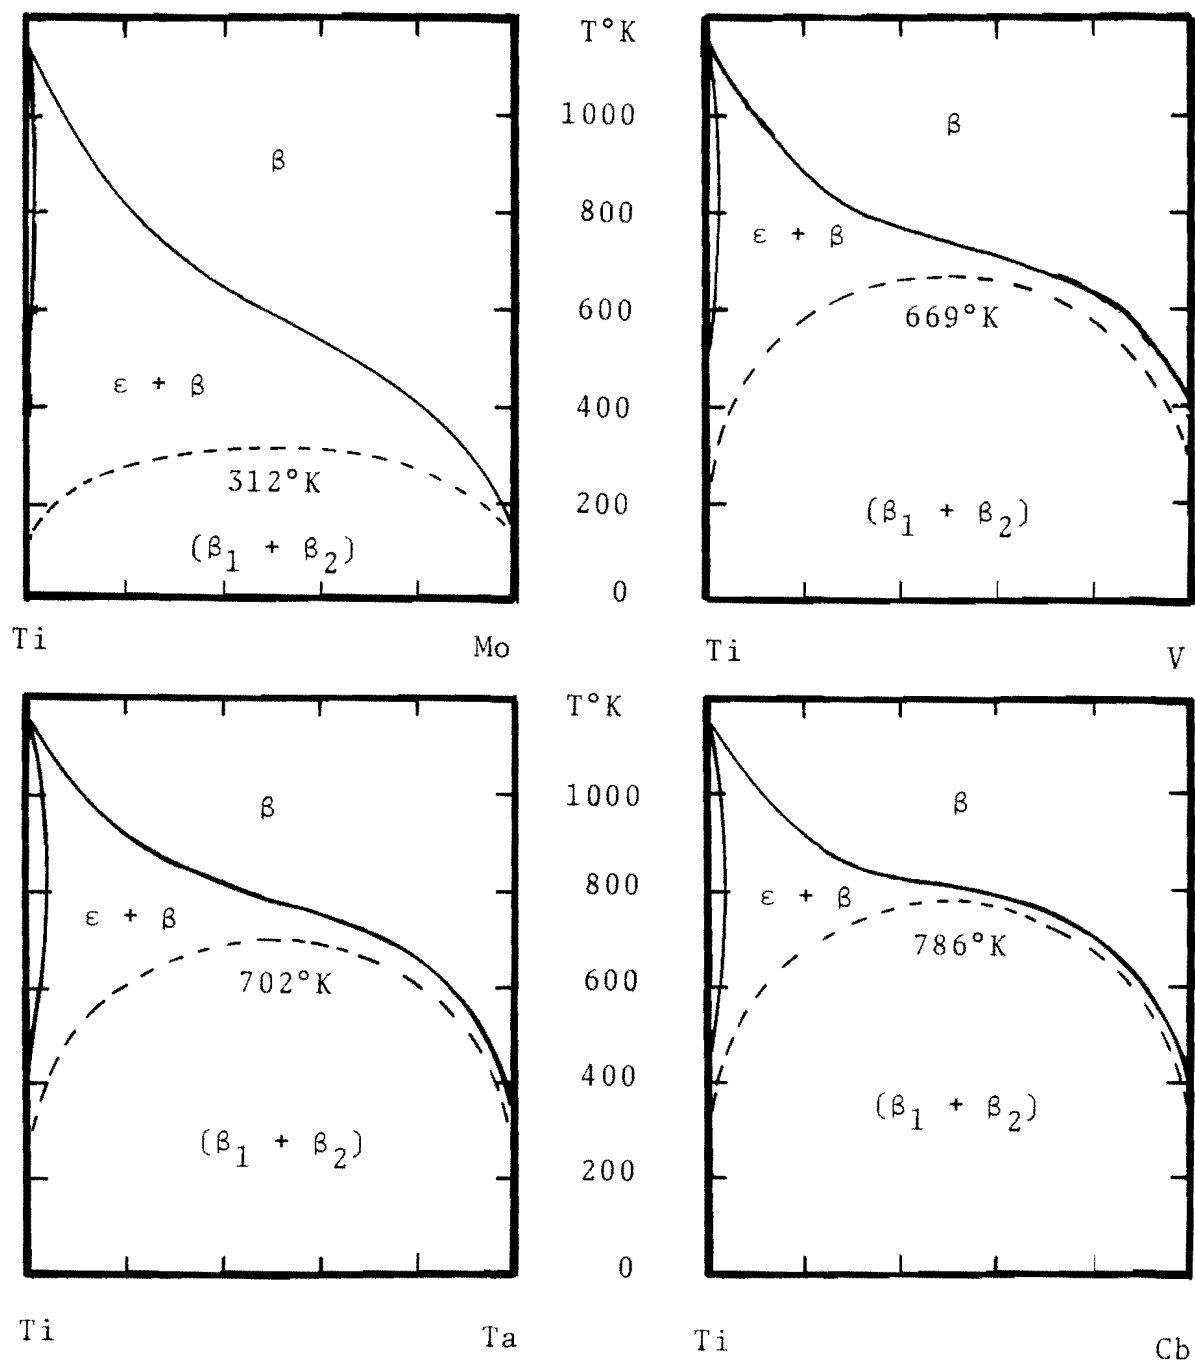 T°K
1000
800
600
400
200
0
β
ε + β
312°K
(β1 + β2)
Ti
Mo
β
ε + β
669°K
(β1 + β2)
Ti
V
T°K
1000
800
600
400
200
0
β
ε + β
702°K
(β1 + β2)
Ti
Ta
β
ε + β
786°K
(β1 + β2)
Ti
Cb